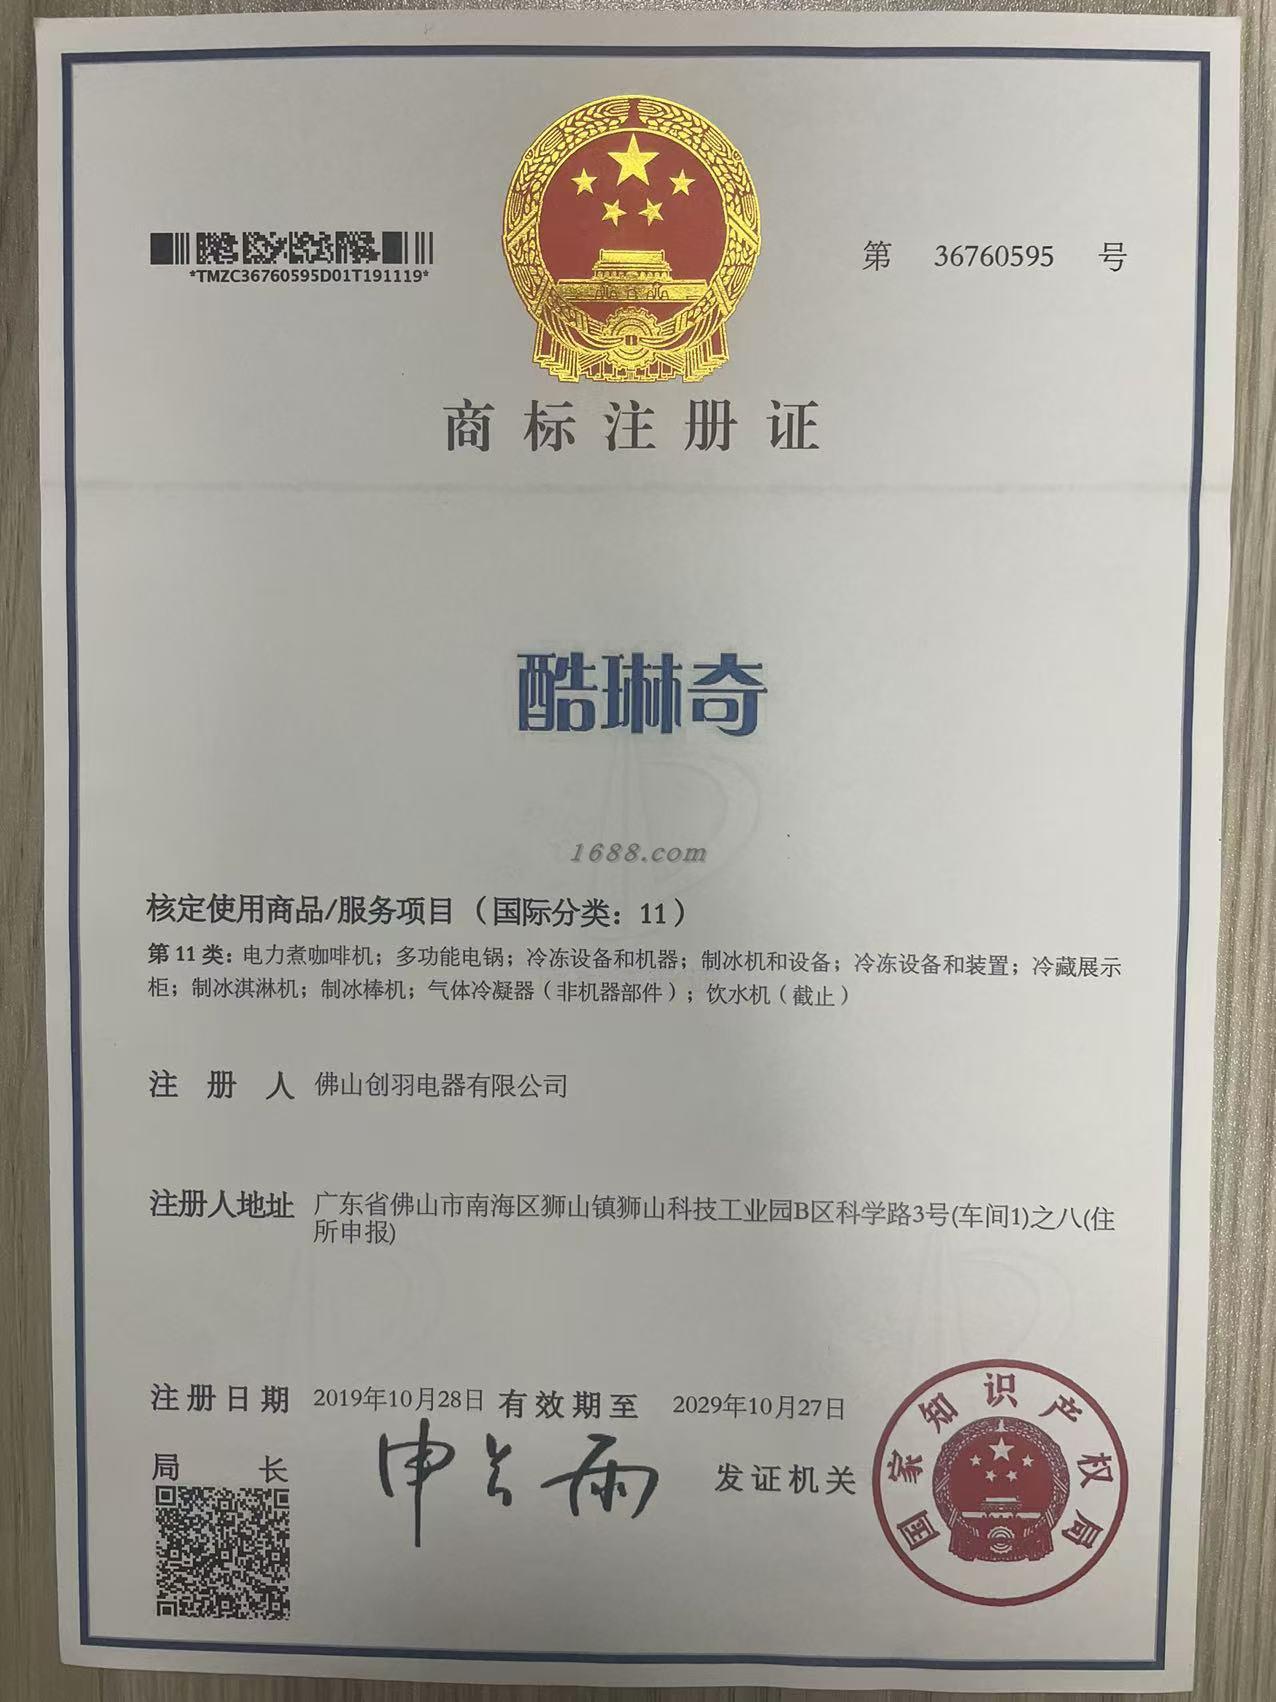 *TMZC36760595D01T191119*
第 36760595 号
商标注册证
酷琳奇
1688.com
核定使用商品/服务项目（国际分类：11）
第11类：电力煮咖啡机；多功能电锅；冷冻设备和机器；制冰机和设备；冷冻设备和装置；冷藏展示
柜；制冰淇淋机；制冰棒机；气体冷凝器（非机器部件）；饮水机（截止）
注册人 佛山创羽电器有限公司
注册人地址 广东省佛山市南海区狮山镇狮山科技工业园B区科学路3号(车间1)之八(住
所申报)
注册日期 2019年10月28日 有效期至 2029年10月27日
局长 申长雨 发证机关
国家知识产权局